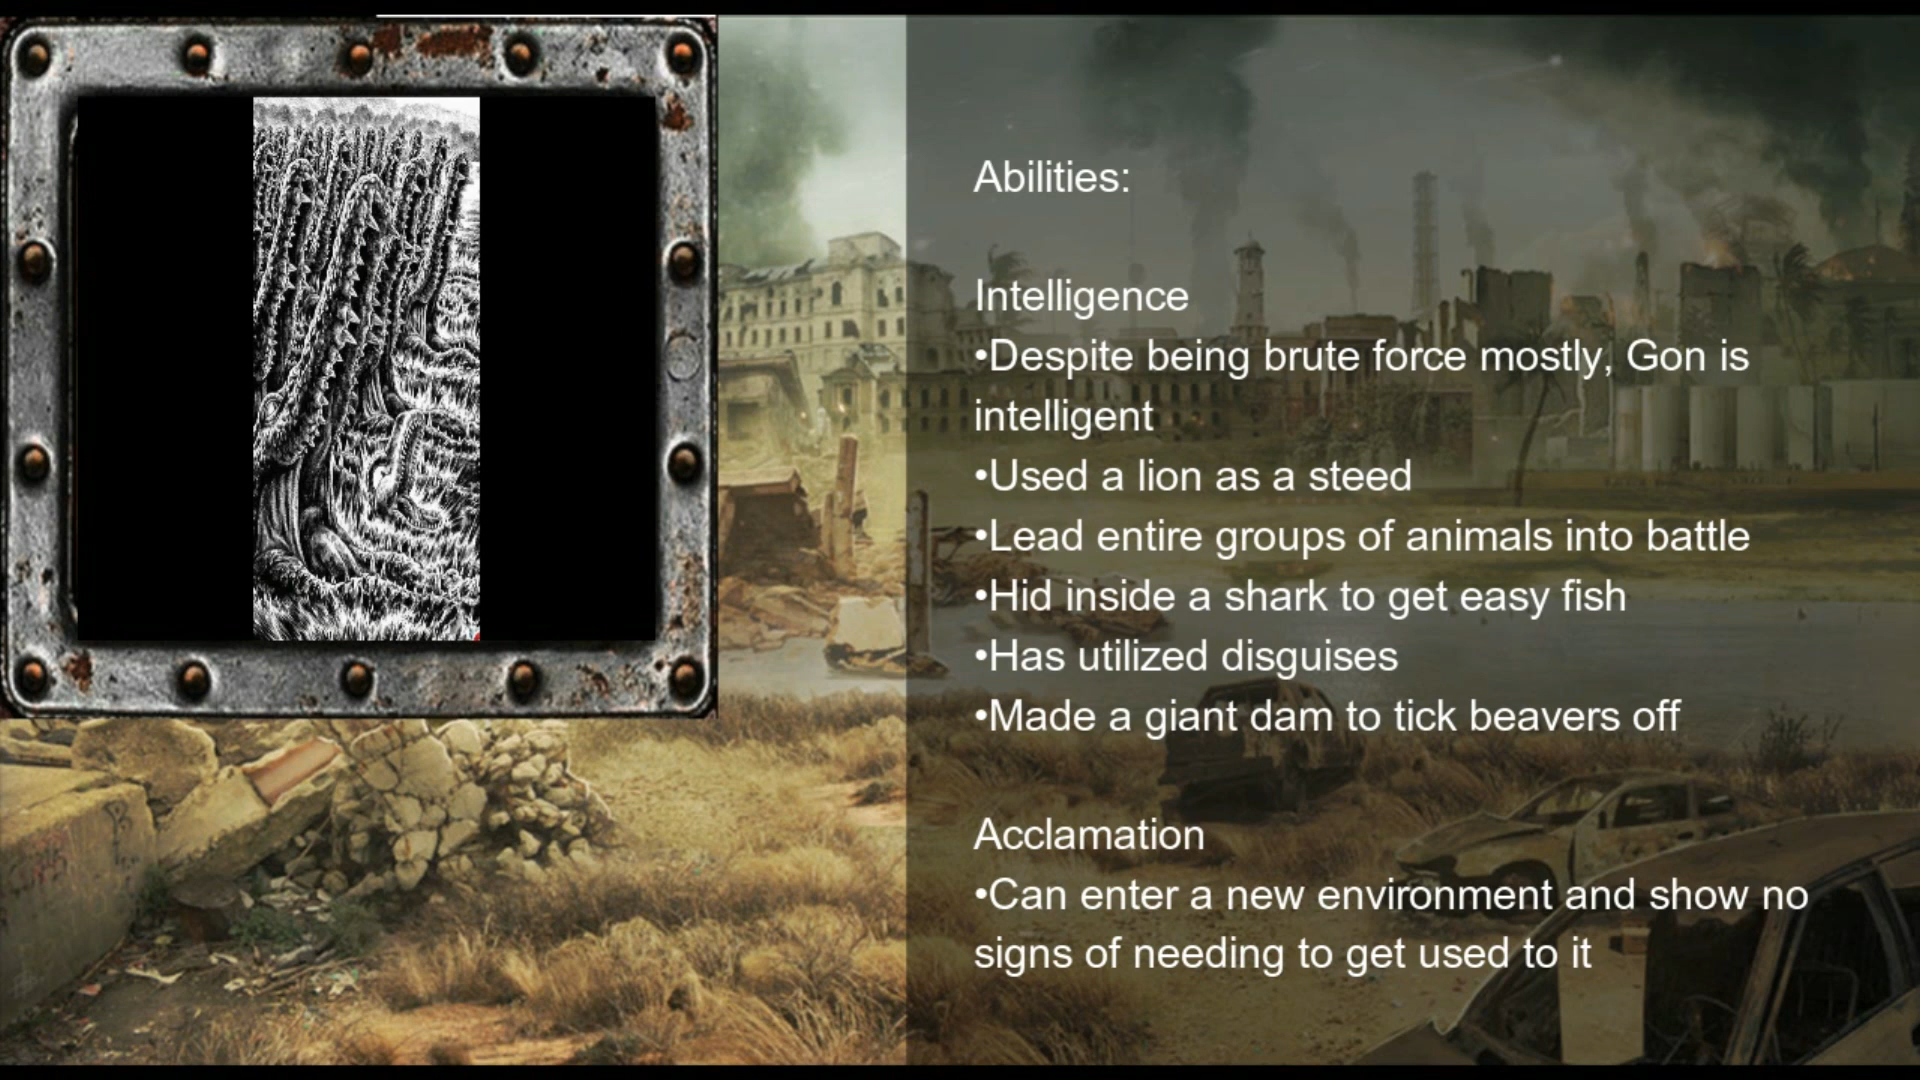 Abilities:
Intelligence
•Despite being brute force mostly, Gon is
intelligent
•Used a lion as a steed
•Lead entire groups of animals into battle
•Hid inside a shark to get easy fish
•Has utilized disguises
•Made a giant dam to tick beavers off
Acclamation
•Can enter a new environment and show no
signs of needing to get used to it